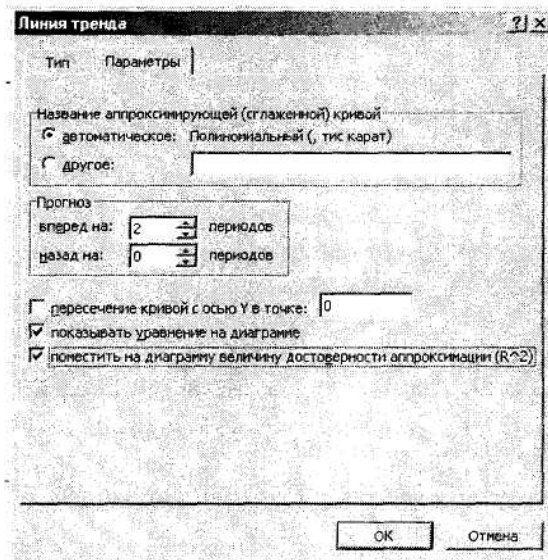 Линия тренда ? ×
Тип Параметры
Название аппроксимирующей (сглаженной) кривой
автоматическое: Полиномиальный (, тис карат)
другое:
Прогноз
вперед на: 2 периодов
назад на: 0 периодов
пересечение кривой с осью Y в точке: 0
показывать уравнение на диаграмме
поместить на диаграмму величину достоверности аппроксимации (R^2)
ОК Отмена